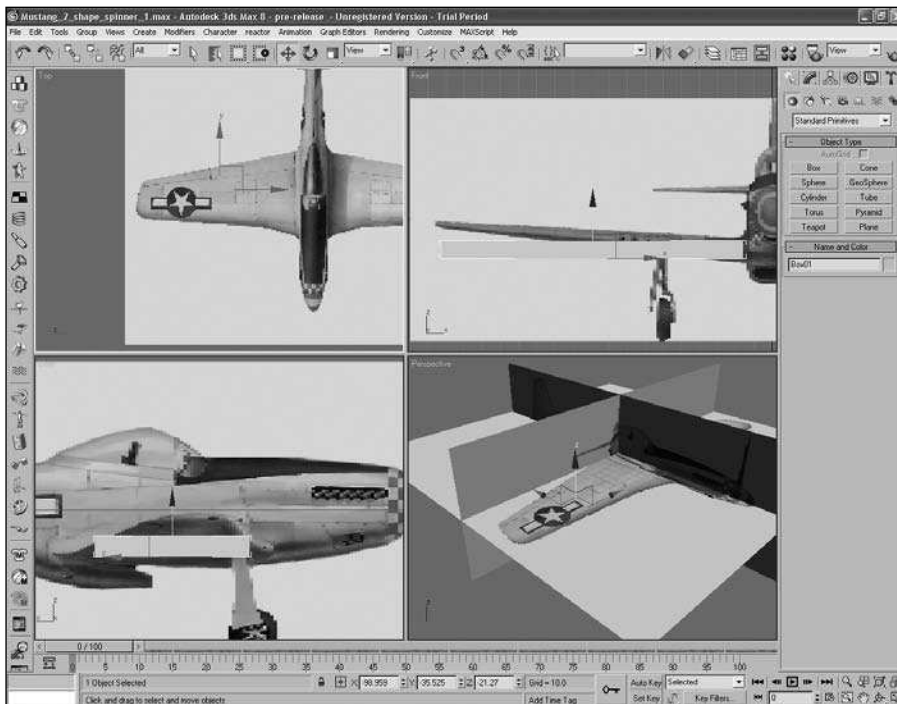 Mustang_2_shape_spinner_1.max - Autodesk 3ds Max 8 - pre-release - Unregistered Version - Trial Period
File Edit Tools Group Views Create Modifiers Character reactor Animation Graph Editors Rendering Customize MAXScript Help
All
View
View
Top
Front
Standard Primitives
- Object Type
AutoGrid
Box Cone
Sphere GeoSphere
Cylinder Tube
Torus Pyramid
Teapot Plane
- Name and Color
Box01
Perspective
0 / 100
0 5 10 15 20 25 30 35 40 45 50 55 60 65 70 75 80 85 90 95 100
1 Object Selected X: -98.959 Y: -35.525 Z: -21.27 Grid = 10.0 Auto Key Selected
Click and drag to select and move objects Add Time Tag Set Key Key Filters... 0